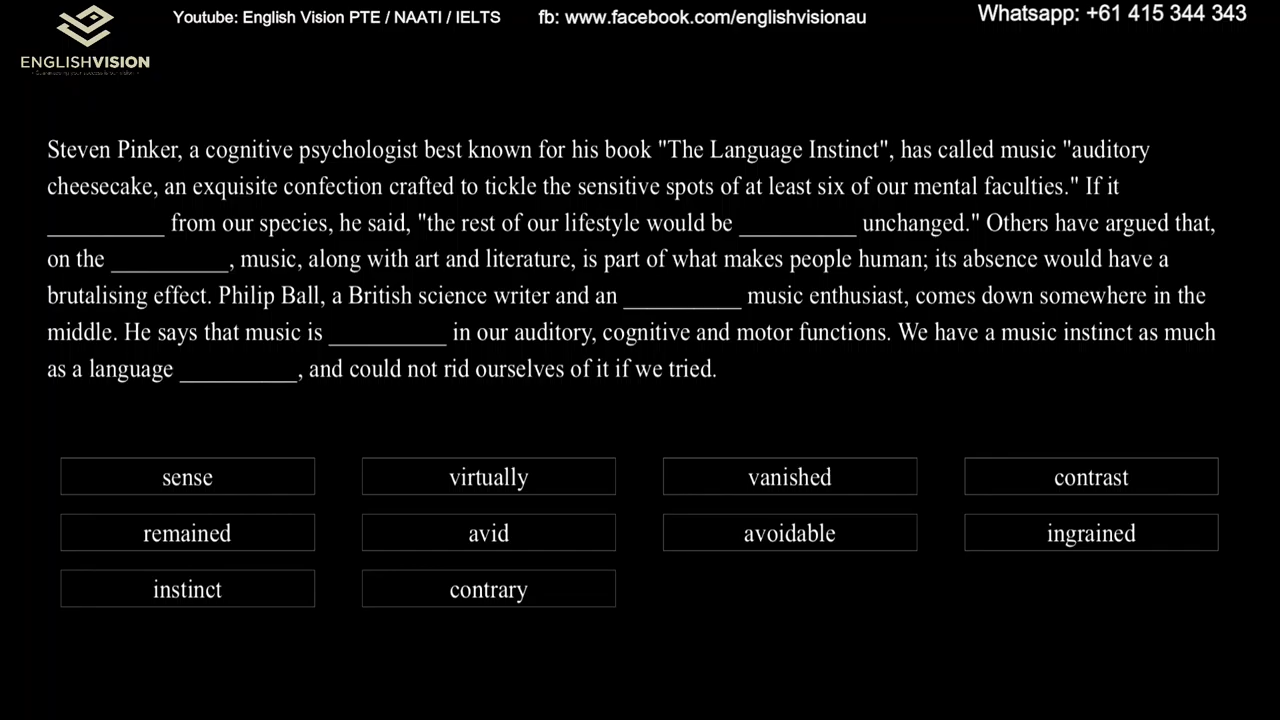 Youtube: English Vision PTE / NAATI / IELTS
fb: www.facebook.com/englishvisionau
Whatsapp: +61 415 344 343
ENGLISHVISION
Steven Pinker, a cognitive psychologist best known for his book "The Language Instinct", has called music "auditory
cheesecake, an exquisite confection crafted to tickle the sensitive spots of at least six of our mental faculties." If it
__________ from our species, he said, "the rest of our lifestyle would be __________ unchanged." Others have argued that,
on the __________, music, along with art and literature, is part of what makes people human; its absence would have a
brutalising effect. Philip Ball, a British science writer and an __________ music enthusiast, comes down somewhere in the
middle. He says that music is __________ in our auditory, cognitive and motor functions. We have a music instinct as much
as a language __________, and could not rid ourselves of it if we tried.
sense
virtually
vanished
contrast
remained
avid
avoidable
ingrained
instinct
contrary